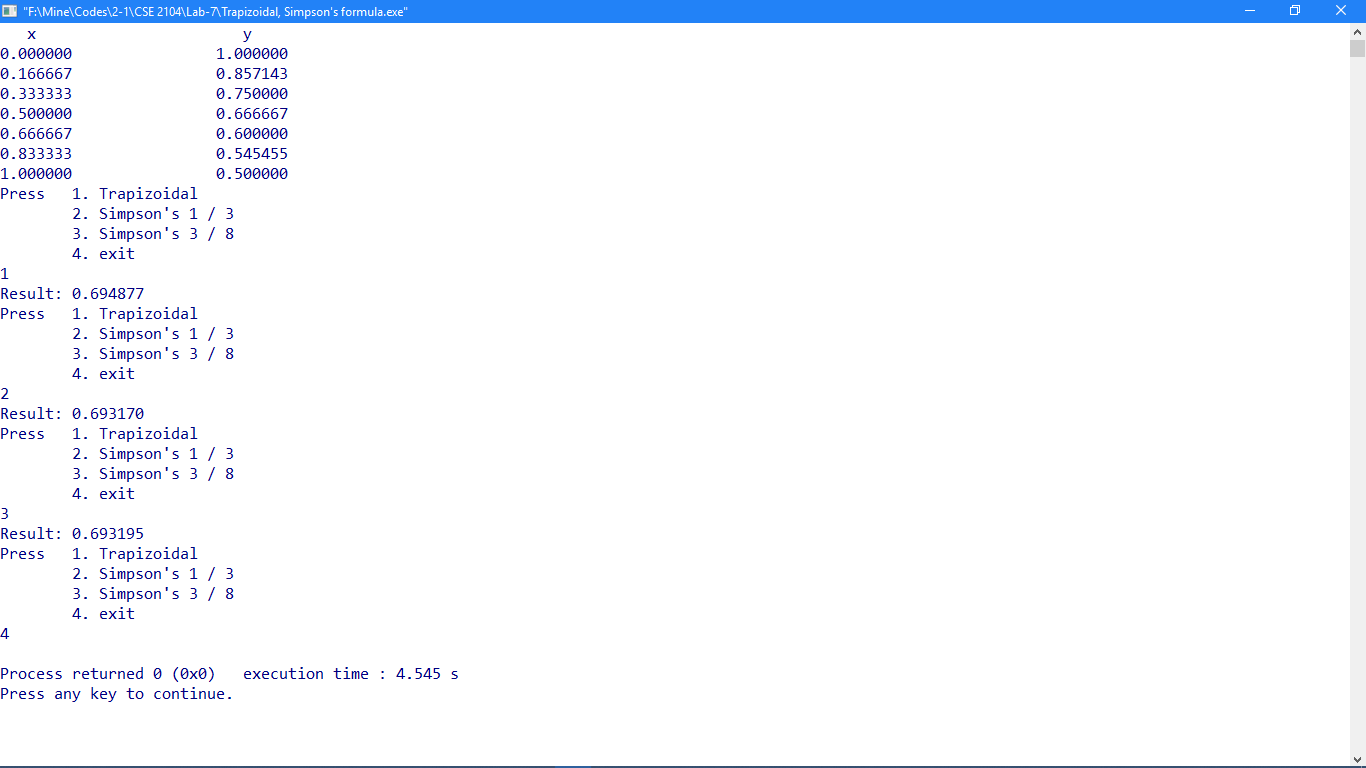 "F:\Mine\Codes\2-1\CSE 2104\Lab-7\Trapizoidal, Simpson's formula.exe"
x y
0.000000 1.000000
0.166667 0.857143
0.333333 0.750000
0.500000 0.666667
0.666667 0.600000
0.833333 0.545455
1.000000 0.500000
Press 1. Trapizoidal
2. Simpson's 1 / 3
3. Simpson's 3 / 8
4. exit
1
Result: 0.694877
Press 1. Trapizoidal
2. Simpson's 1 / 3
3. Simpson's 3 / 8
4. exit
2
Result: 0.693170
Press 1. Trapizoidal
2. Simpson's 1 / 3
3. Simpson's 3 / 8
4. exit
3
Result: 0.693195
Press 1. Trapizoidal
2. Simpson's 1 / 3
3. Simpson's 3 / 8
4. exit
4
Process returned 0 (0x0) execution time : 4.545 s
Press any key to continue.